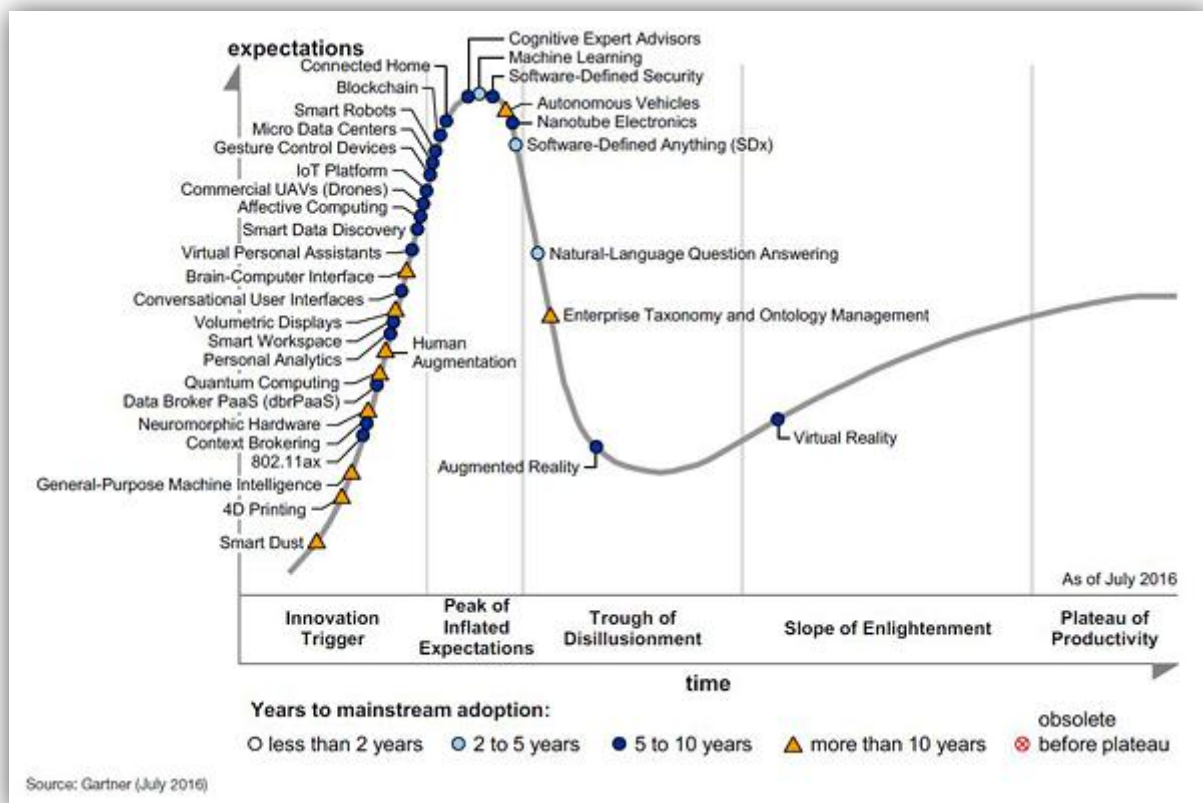 expectations
Connected Home
Blockchain
Smart Robots
Micro Data Centers
Gesture Control Devices
IoT Platform
Commercial UAVs (Drones)
Affective Computing
Smart Data Discovery
Virtual Personal Assistants
Brain-Computer Interface
Conversational User Interfaces
Volumetric Displays
Smart Workspace
Personal Analytics
Quantum Computing
Data Broker PaaS (dbrPaaS)
Neuromorphic Hardware
Context Brokering
802.11ax
General-Purpose Machine Intelligence
4D Printing
Smart Dust
Human
Augmentation
Cognitive Expert Advisors
Machine Learning
Software-Defined Security
Autonomous Vehicles
Nanotube Electronics
Software-Defined Anything (SDx)
Natural-Language Question Answering
Enterprise Taxonomy and Ontology Management
Augmented Reality
Virtual Reality
As of July 2016
Innovation
Trigger
Peak of
Inflated
Expectations
Trough of
Disillusionment
Slope of Enlightenment
Plateau of
Productivity
time
Years to mainstream adoption:
less than 2 years
2 to 5 years
5 to 10 years
more than 10 years
obsolete
before plateau
Source: Gartner (July 2016)